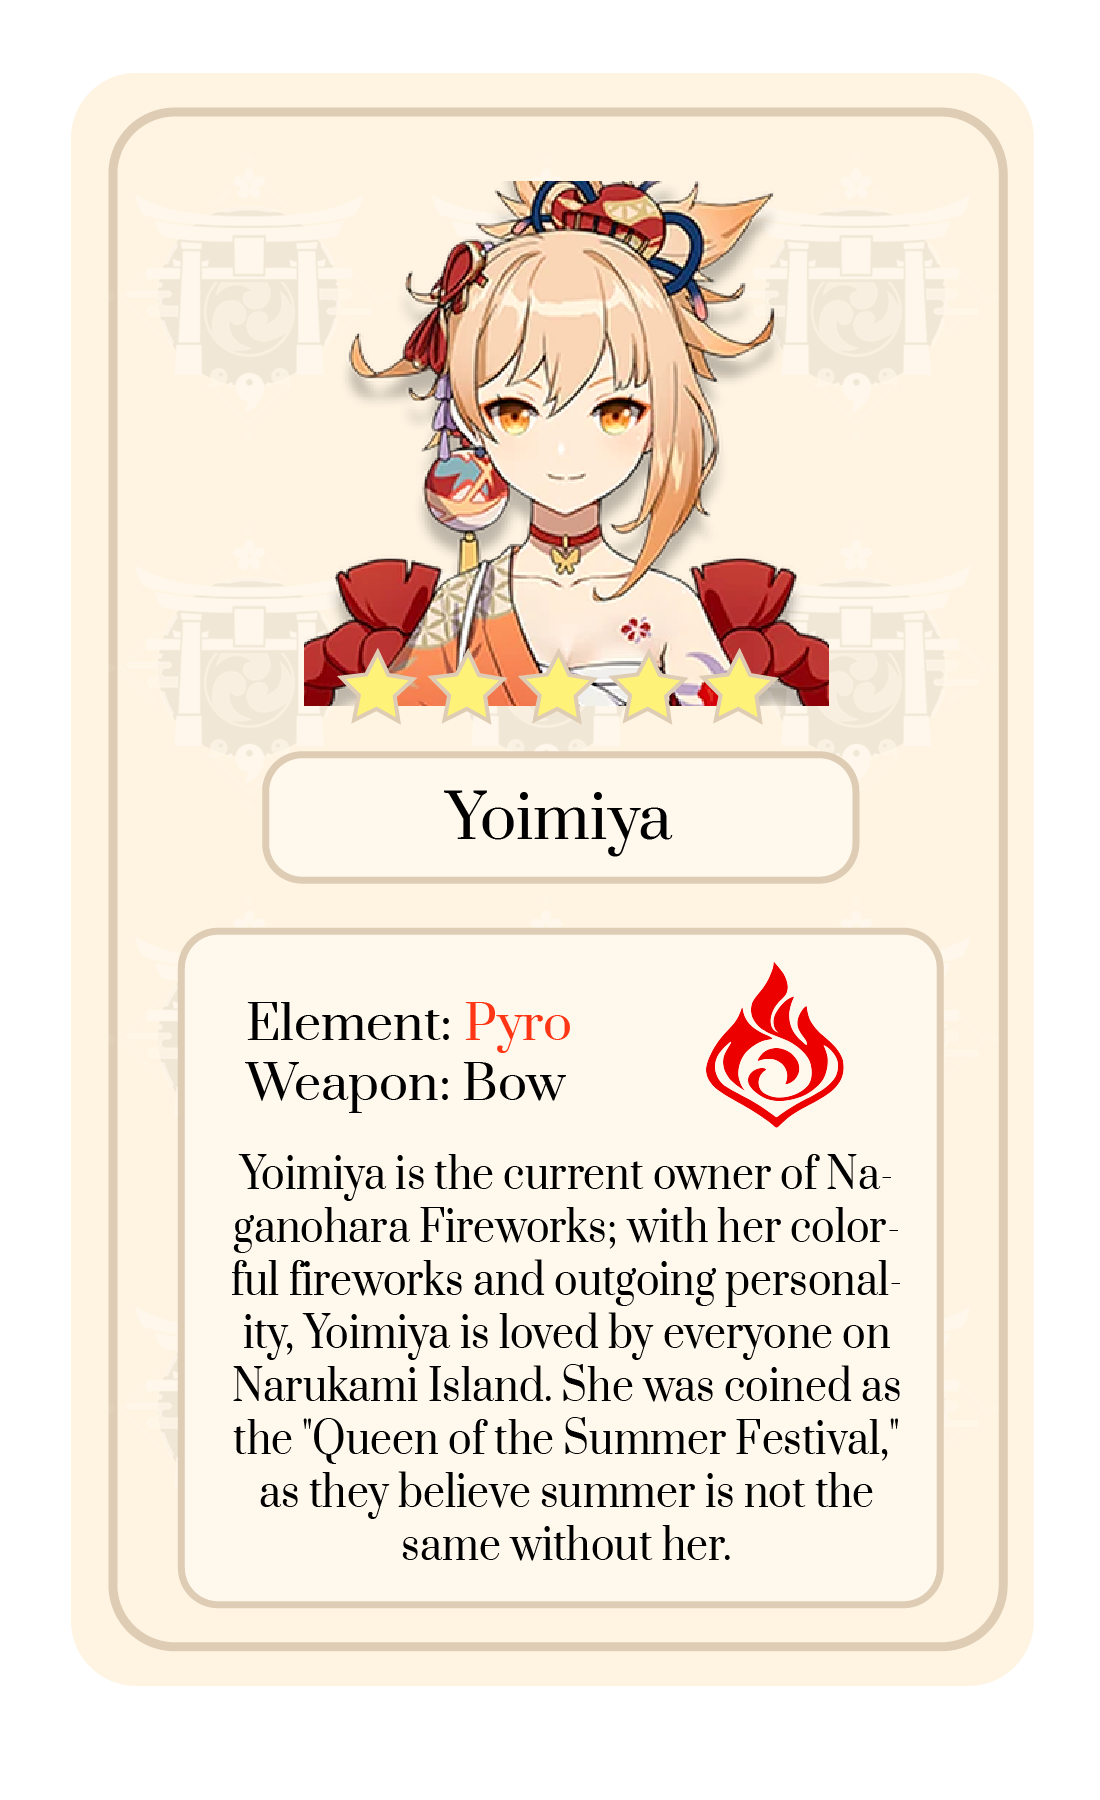 Yoimiya
Element: Pyro
Weapon: Bow
Yoimiya is the current owner of Na-
ganohara Fireworks; with her color-
ful fireworks and outgoing personal-
ity, Yoimiya is loved by everyone on
Narukami Island. She was coined as
the "Queen of the Summer Festival,"
as they believe summer is not the
same without her.